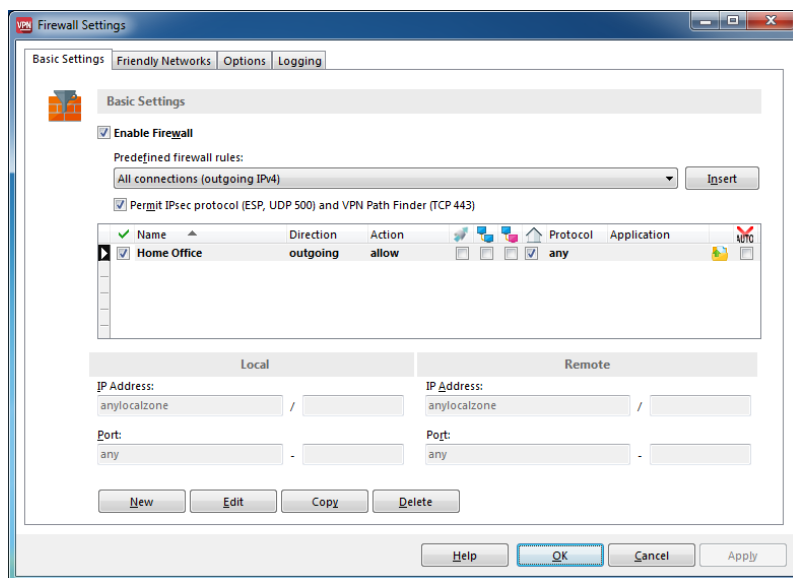 VPN Firewall Settings
Basic Settings Friendly Networks Options Logging
Basic Settings
Enable Firewall
Predefined firewall rules:
All connections (outgoing IPv4) Insert
Permit IPsec protocol (ESP, UDP 500) and VPN Path Finder (TCP 443)
Name Direction Action Protocol Application AUTO
Home Office outgoing allow any
Local Remote
IP Address: IP Address:
anylocalzone / anylocalzone /
Port: Port:
any - any -
New Edit Copy Delete
Help OK Cancel Apply